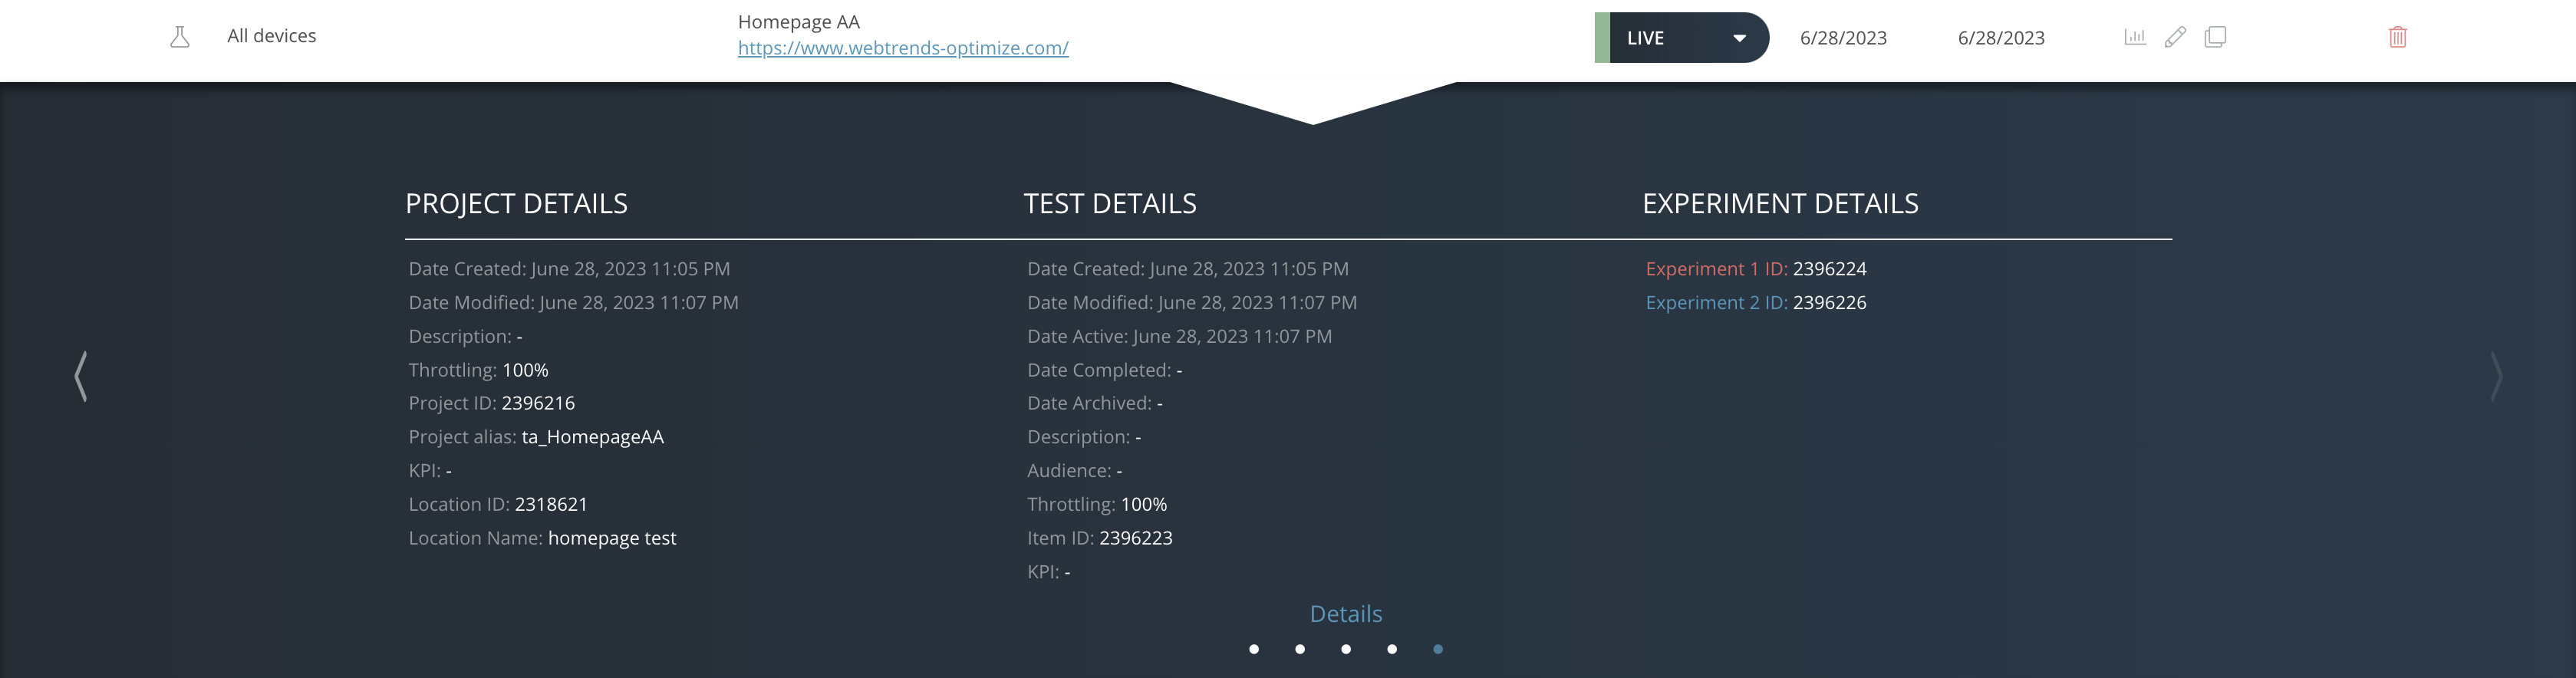 All devices
Homepage AA
https://www.webtrends-optimize.com/
LIVE
6/28/2023
6/28/2023
PROJECT DETAILS
Date Created: June 28, 2023 11:05 PM
Date Modified: June 28, 2023 11:07 PM
Description: -
Throttling: 100%
Project ID: 2396216
Project alias: ta_HomepageAA
KPI: -
Location ID: 2318621
Location Name: homepage test
TEST DETAILS
Date Created: June 28, 2023 11:05 PM
Date Modified: June 28, 2023 11:07 PM
Date Active: June 28, 2023 11:07 PM
Date Completed: -
Date Archived: -
Description: -
Audience: -
Throttling: 100%
Item ID: 2396223
KPI: -
EXPERIMENT DETAILS
Experiment 1 ID: 2396224
Experiment 2 ID: 2396226
Details